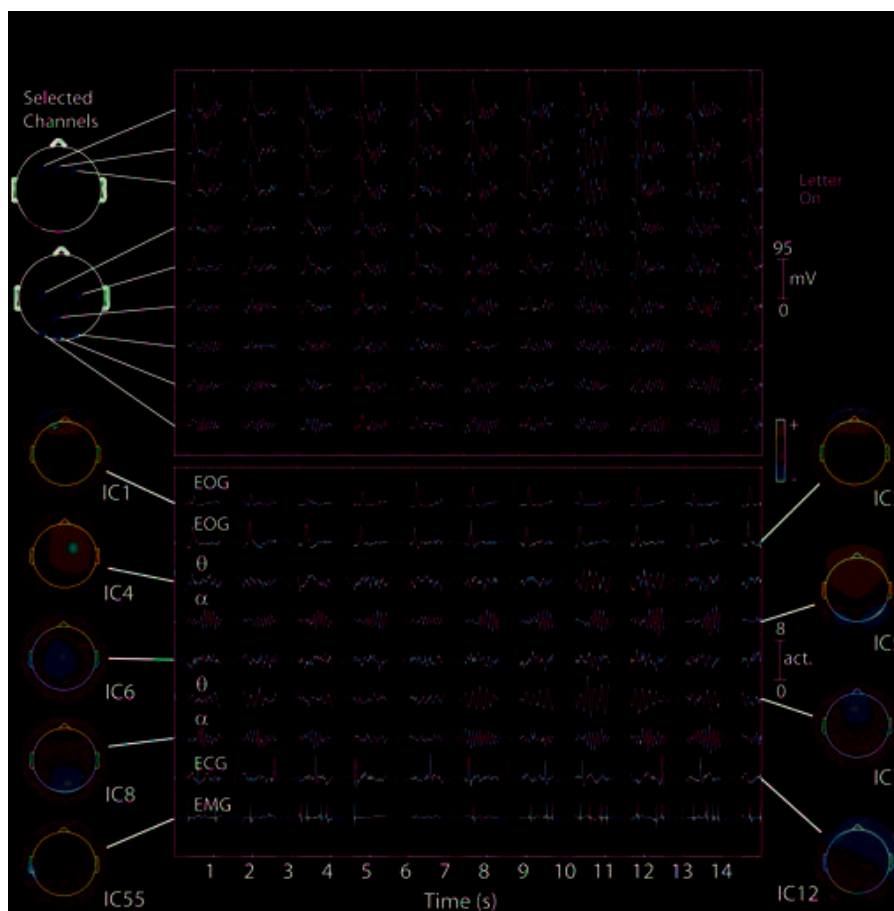 Selected
Channels
Letter
On
95
mV
0
+
-
IC1
EOG
EOG
IC
IC4
θ
α
IC
8
act.
0
IC6
θ
α
IC
IC8
ECG
EMG
IC55
IC12
1 2 3 4 5 6 7 8 9 10 11 12 13 14
Time (s)